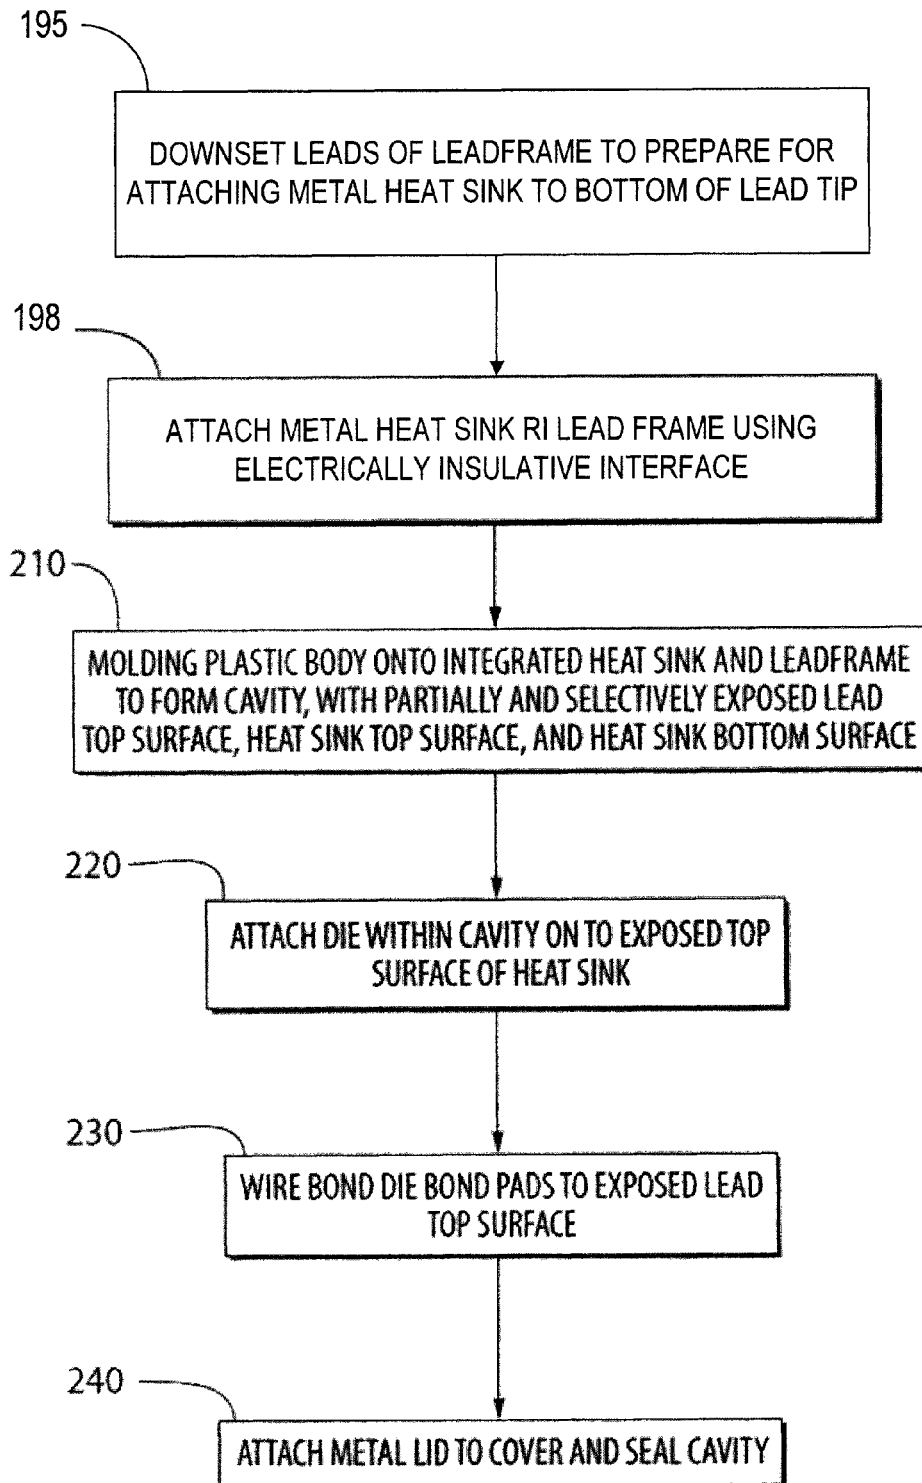 195
DOWNSET LEADS OF LEADFRAME TO PREPARE FOR
ATTACHING METAL HEAT SINK TO BOTTOM OF LEAD TIP
198
ATTACH METAL HEAT SINK RI LEAD FRAME USING
ELECTRICALLY INSULATIVE INTERFACE
210
MOLDING PLASTIC BODY ONTO INTEGRATED HEAT SINK AND LEADFRAME
TO FORM CAVITY, WITH PARTIALLY AND SELECTIVELY EXPOSED LEAD
TOP SURFACE, HEAT SINK TOP SURFACE, AND HEAT SINK BOTTOM SURFACE
220
ATTACH DIE WITHIN CAVITY ON TO EXPOSED TOP
SURFACE OF HEAT SINK
230
WIRE BOND DIE BOND PADS TO EXPOSED LEAD
TOP SURFACE
240
ATTACH METAL LID TO COVER AND SEAL CAVITY